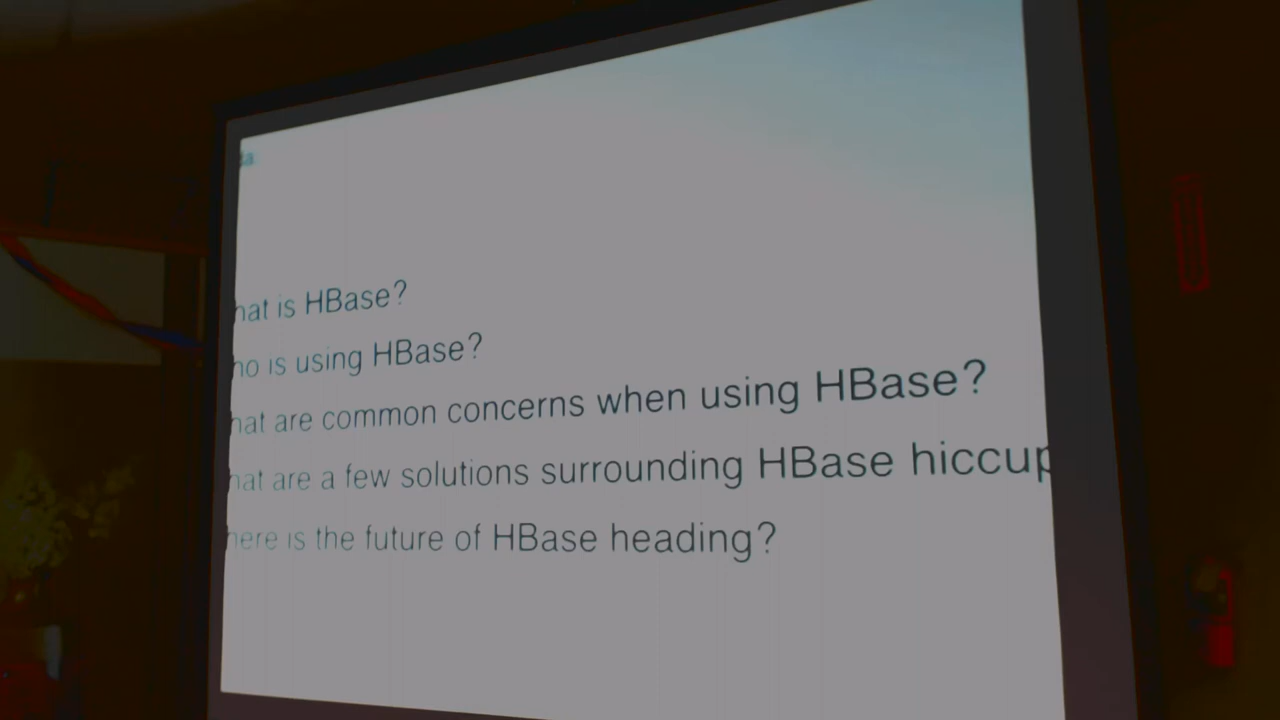 ta
hat is HBase?
ho is using HBase?
hat are common concerns when using HBase?
hat are a few solutions surrounding HBase hiccup
here is the future of HBase heading?